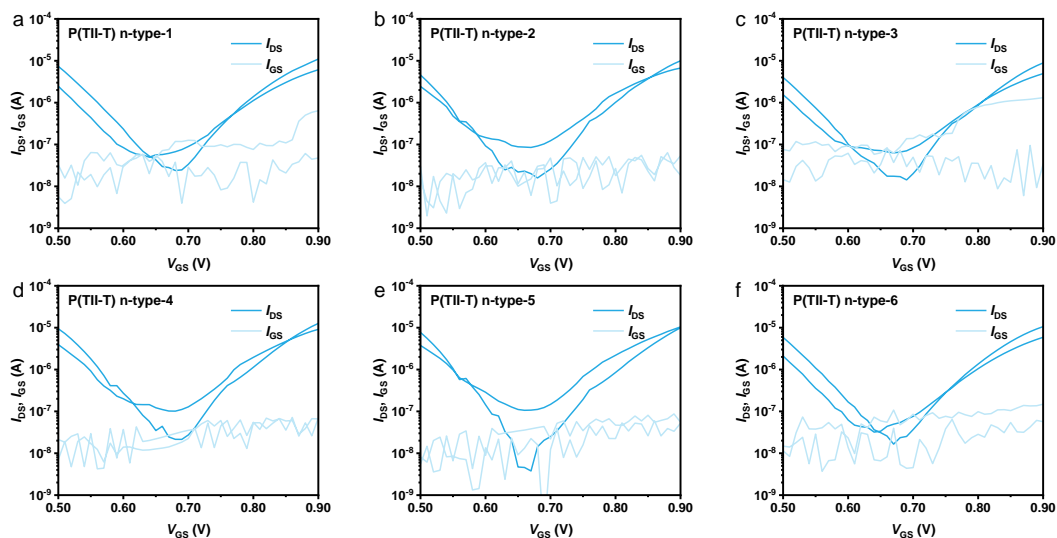 a
P(TII-T) n-type-1
I_DS
I_GS
I_DS, I_GS (A)
10^-4
10^-5
10^-6
10^-7
10^-8
10^-9
0.50 0.60 0.70 0.80 0.90
V_GS (V)
b
P(TII-T) n-type-2
I_DS
I_GS
I_DS, I_GS (A)
10^-4
10^-5
10^-6
10^-7
10^-8
10^-9
0.50 0.60 0.70 0.80 0.90
V_GS (V)
c
P(TII-T) n-type-3
I_DS
I_GS
I_DS, I_GS (A)
10^-4
10^-5
10^-6
10^-7
10^-8
10^-9
0.50 0.60 0.70 0.80 0.90
V_GS (V)
d
P(TII-T) n-type-4
I_DS
I_GS
I_DS, I_GS (A)
10^-4
10^-5
10^-6
10^-7
10^-8
10^-9
0.50 0.60 0.70 0.80 0.90
V_GS (V)
e
P(TII-T) n-type-5
I_DS
I_GS
I_DS, I_GS (A)
10^-4
10^-5
10^-6
10^-7
10^-8
10^-9
0.50 0.60 0.70 0.80 0.90
V_GS (V)
f
P(TII-T) n-type-6
I_DS
I_GS
I_DS, I_GS (A)
10^-4
10^-5
10^-6
10^-7
10^-8
10^-9
0.50 0.60 0.70 0.80 0.90
V_GS (V)